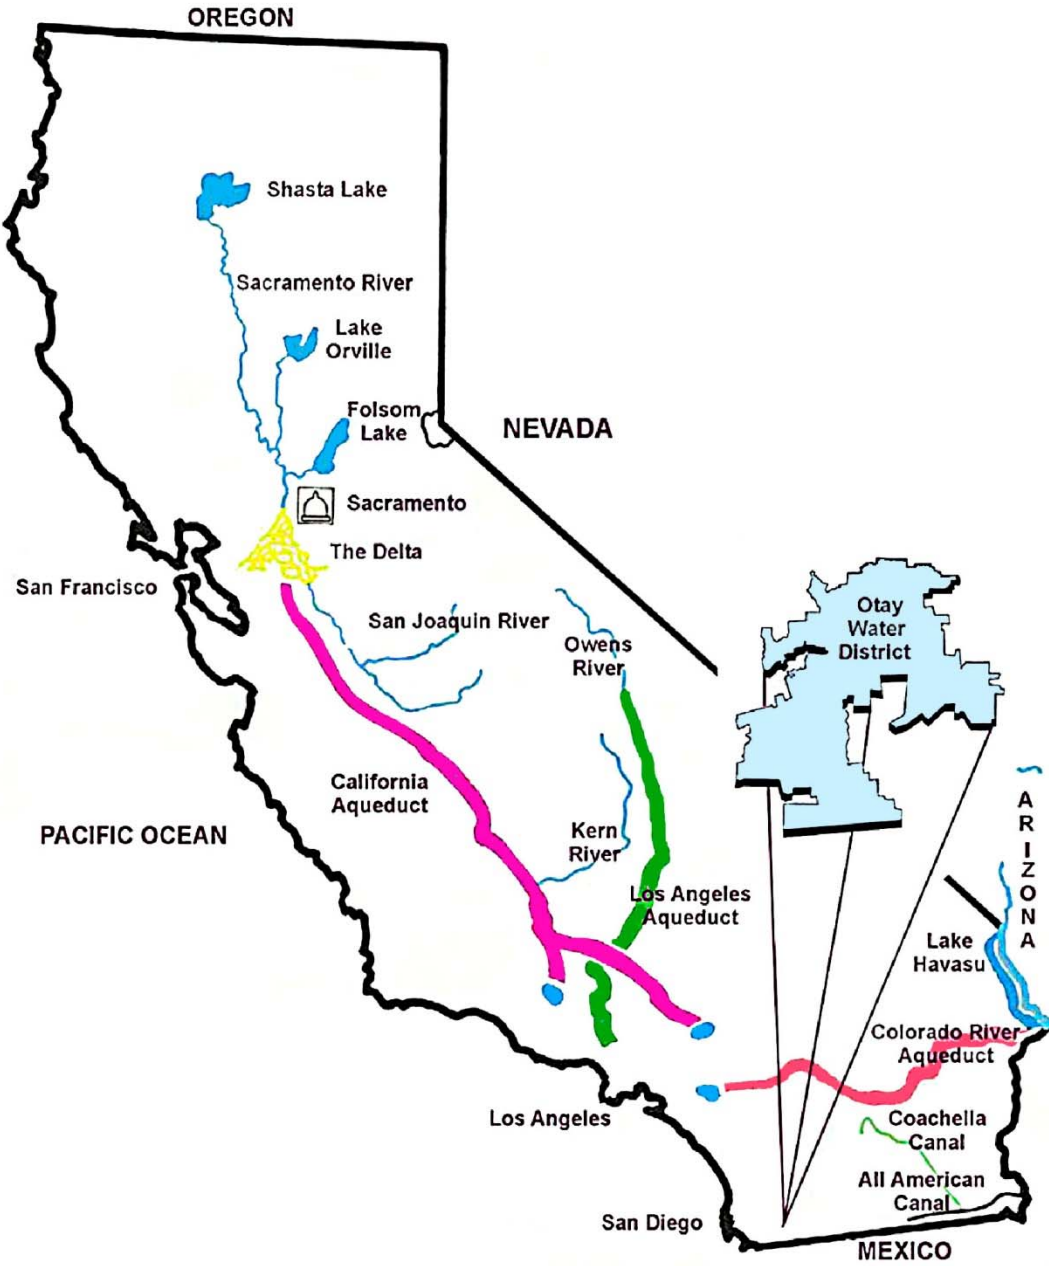 OREGON
Shasta Lake
Sacramento River
Lake
Orville
Folsom
Lake
NEVADA
Sacramento
The Delta
San Francisco
San Joaquin River
Owens
River
Otay
Water
District
California
Aqueduct
PACIFIC OCEAN
Kern
River
ARIZONA
Los Angeles
Aqueduct
Lake
Havasu
Colorado River
Aqueduct
Los Angeles
Coachella
Canal
All American
Canal
San Diego
MEXICO